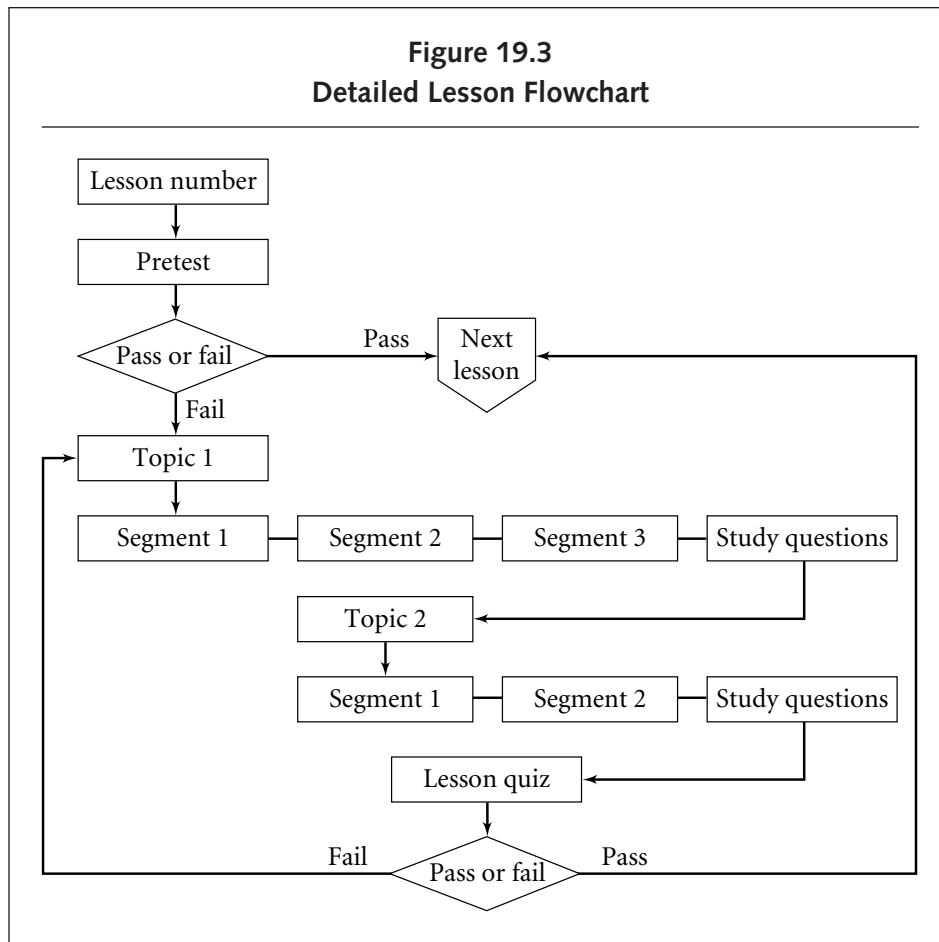 Figure 19.3
Detailed Lesson Flowchart
Lesson number
Pretest
Pass or fail
Pass
Next
lesson
Fail
Topic 1
Segment 1
Segment 2
Segment 3
Study questions
Topic 2
Segment 1
Segment 2
Study questions
Lesson quiz
Fail
Pass or fail
Pass